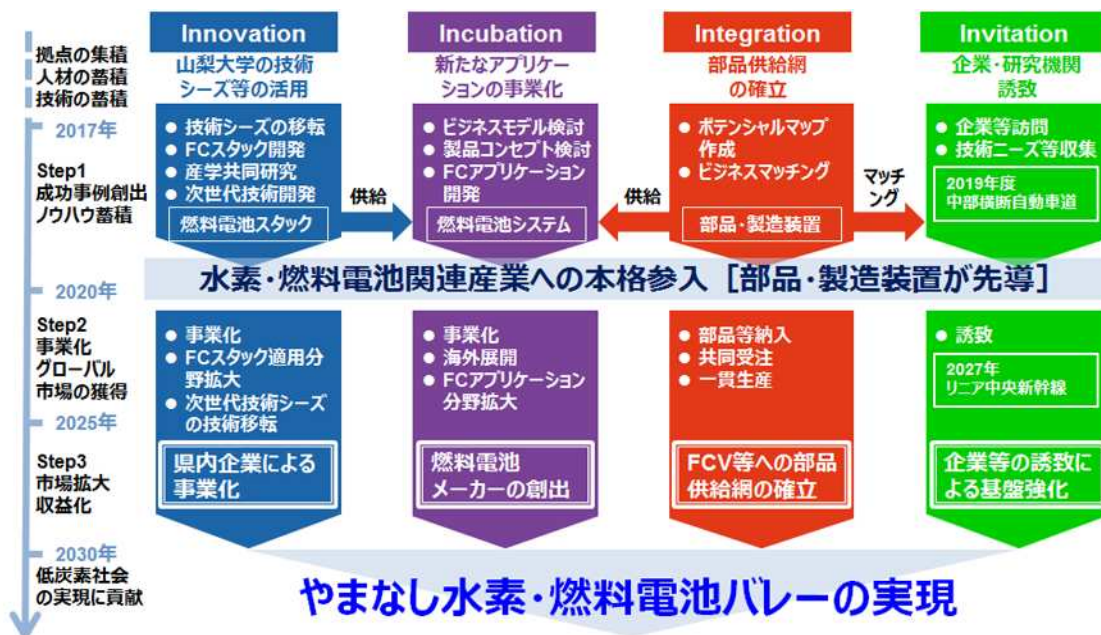 拠点の集積
人材の蓄積
技術の蓄積
2017年
Step1
成功事例創出
ノウハウ蓄積
2020年
Step2
事業化
グローバル
市場の獲得
2025年
Step3
市場拡大
収益化
2030年
低炭素社会
の実現に貢献
Innovation
山梨大学の技術
シーズ等の活用
● 技術シーズの移転
● FCスタック開発
● 産学共同研究
● 次世代技術開発
燃料電池スタック
供給
Incubation
新たなアプリケー
ションの事業化
● ビジネスモデル検討
● 製品コンセプト検討
● FCアプリケーション
開発
燃料電池システム
供給
Integration
部品供給網
の確立
● ポテンシャルマップ
作成
● ビジネスマッチング
部品・製造装置
マッチ
ング
Invitation
企業・研究機関
誘致
● 企業等訪問
● 技術ニーズ等収集
2019年度
中部横断自動車道
水素・燃料電池関連産業への本格参入［部品・製造装置が先導］
● 事業化
● FCスタック適用分
野拡大
● 次世代技術シーズ
の技術移転
県内企業による
事業化
● 事業化
● 海外展開
● FCアプリケーション
分野拡大
燃料電池
メーカーの創出
● 部品等納入
● 共同受注
● 一貫生産
FCV等への部品
供給網の確立
● 誘致
2027年
リニア中央新幹線
企業等の誘致に
よる基盤強化
やまなし水素・燃料電池バレーの実現